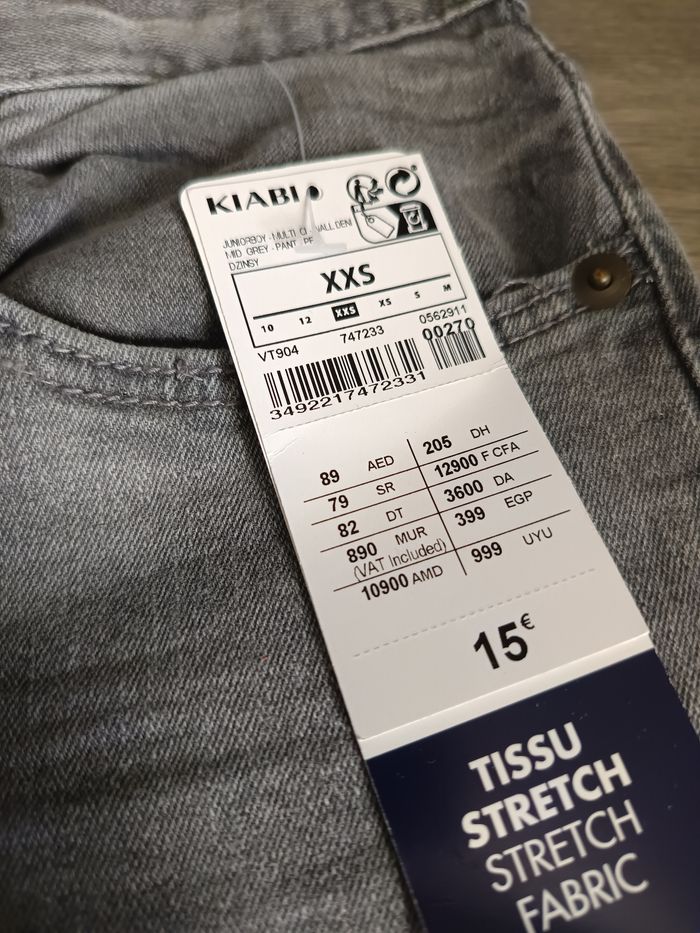 KIABI
JUNIORBOY - MULTI
MID GREY - PANT
DZINSY
XXS
10 12 XXS XS S M
VT904 747233 0562911
00270
3492217472331
89 AED 205 DH
79 SR 12900 F CFA
82 DT 3600 DA
890 MUR 399 EGP
(VAT Included)
10900 AMD 999 UYU
15€
TISSU
STRETCH
STRETCH
FABRIC